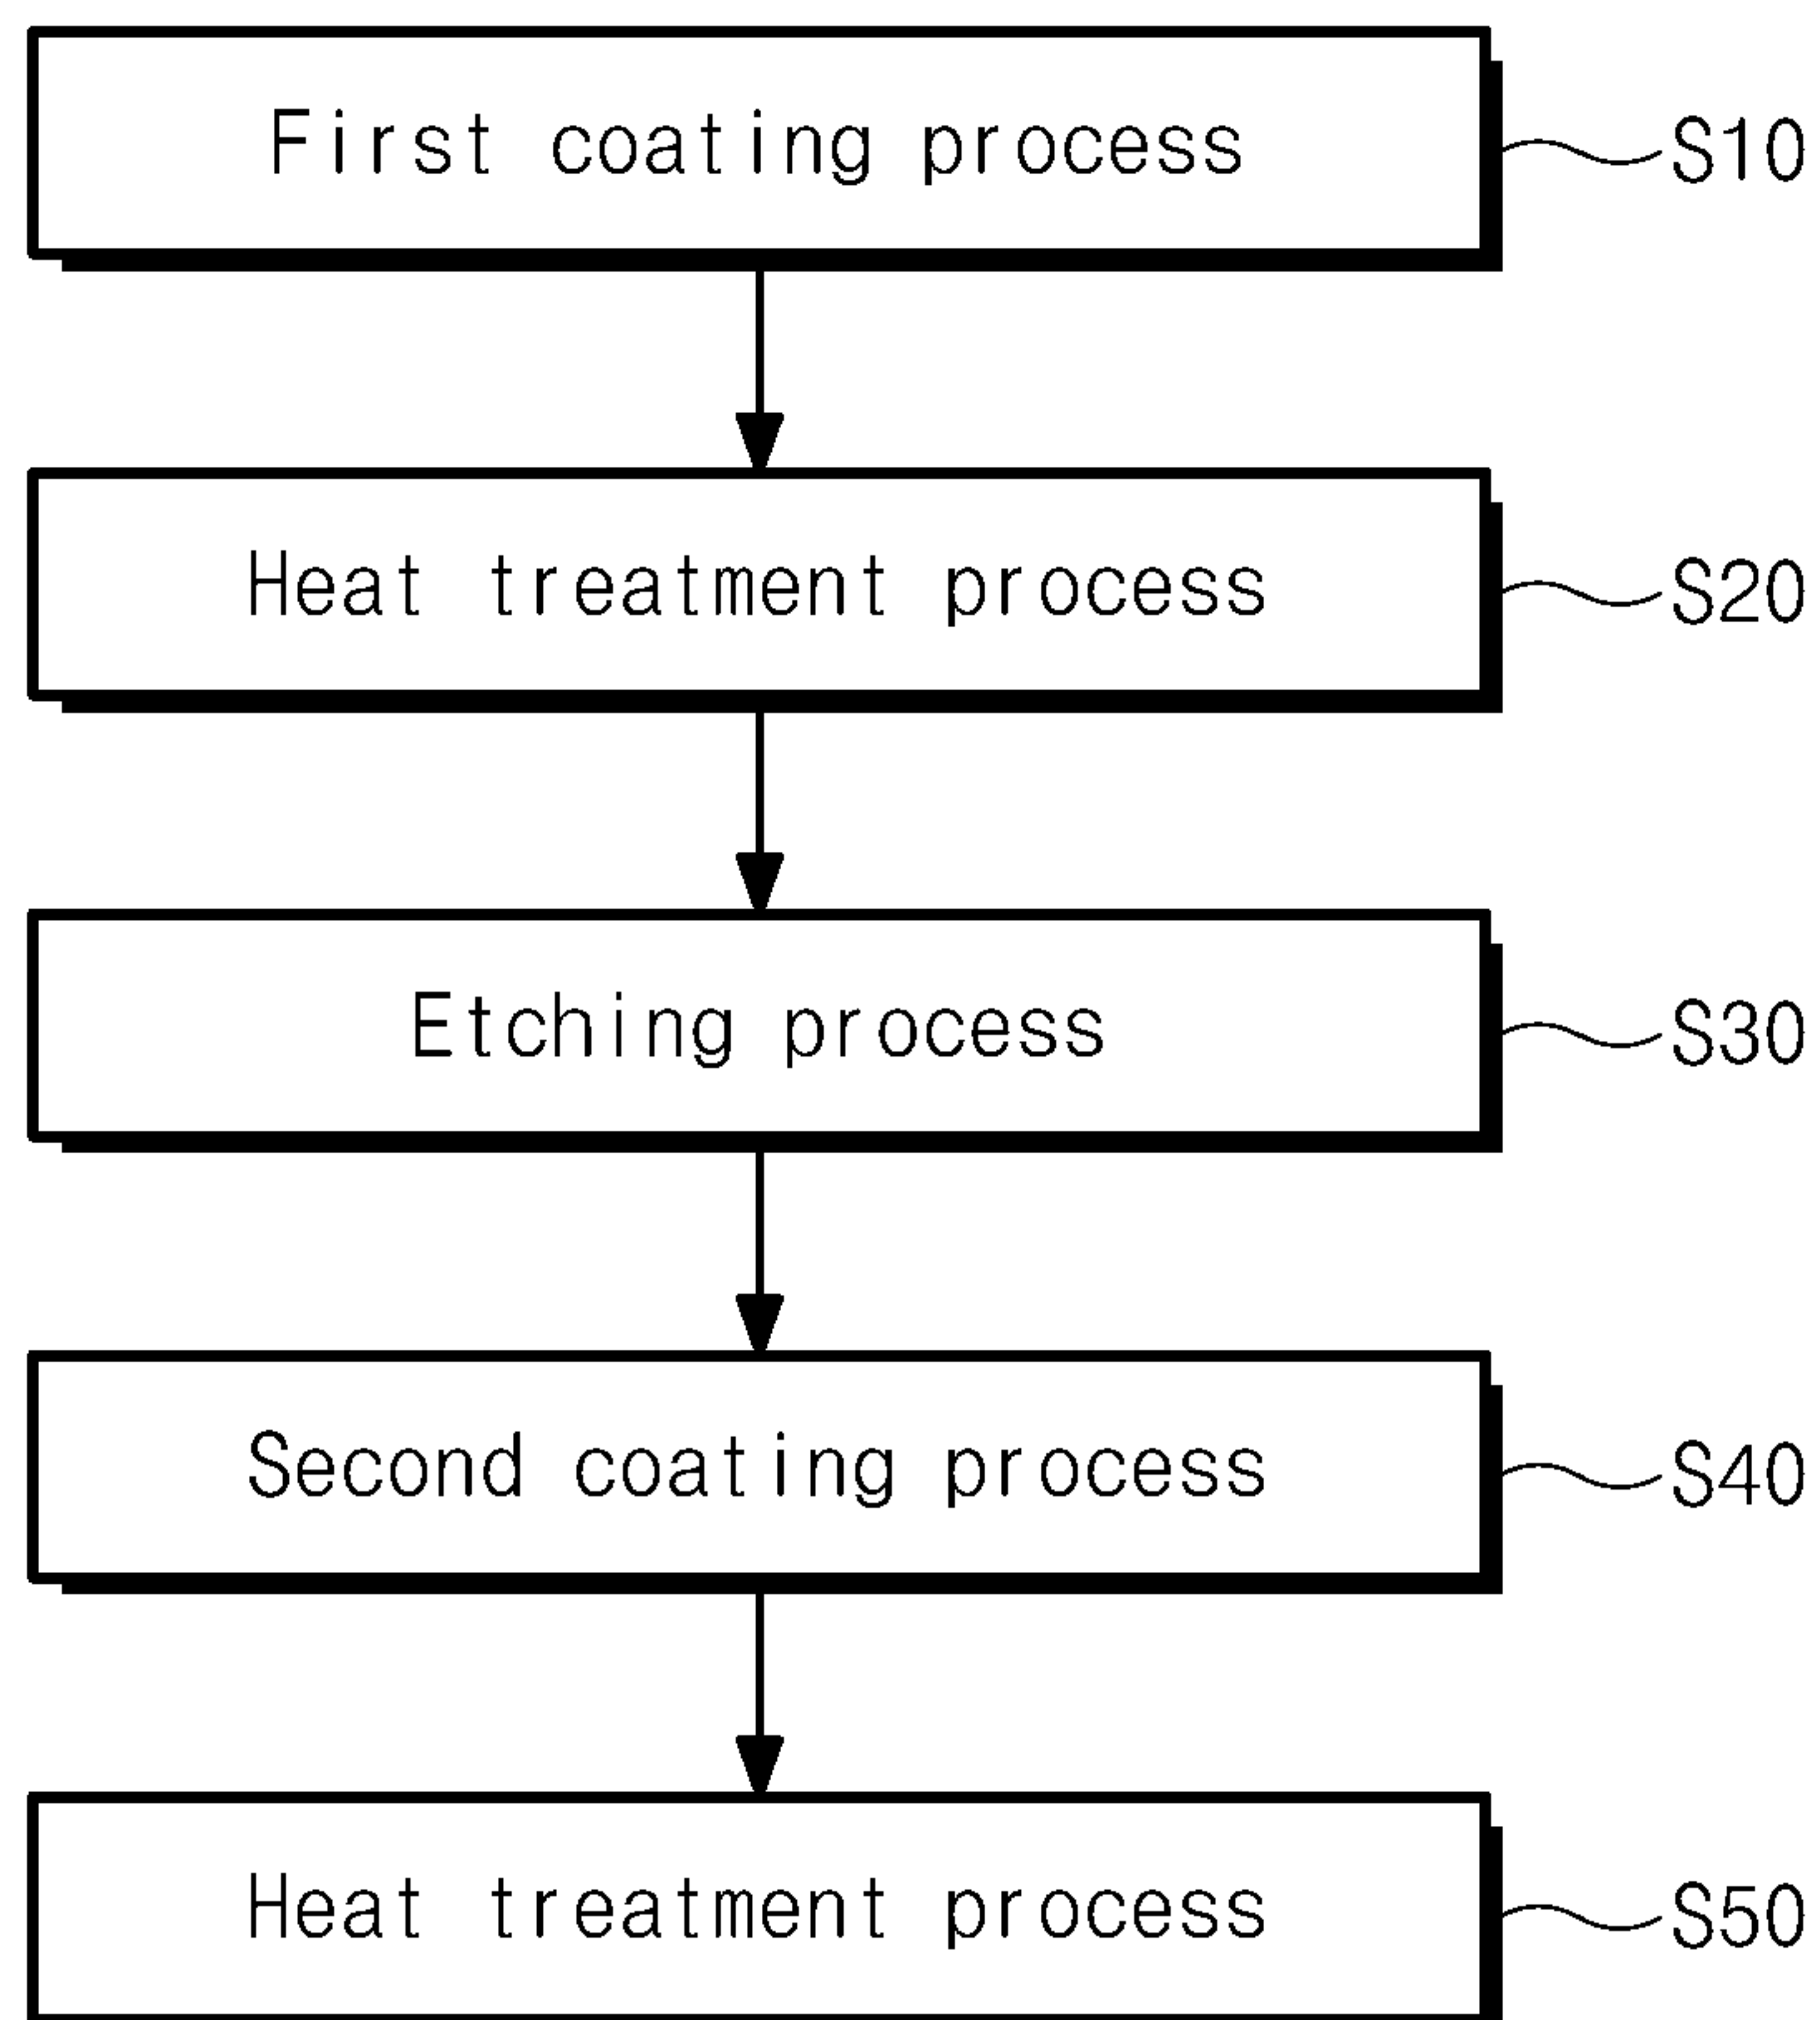 First coating process S10
Heat treatment process S20
Etching process S30
Second coating process S40
Heat treatment process S50